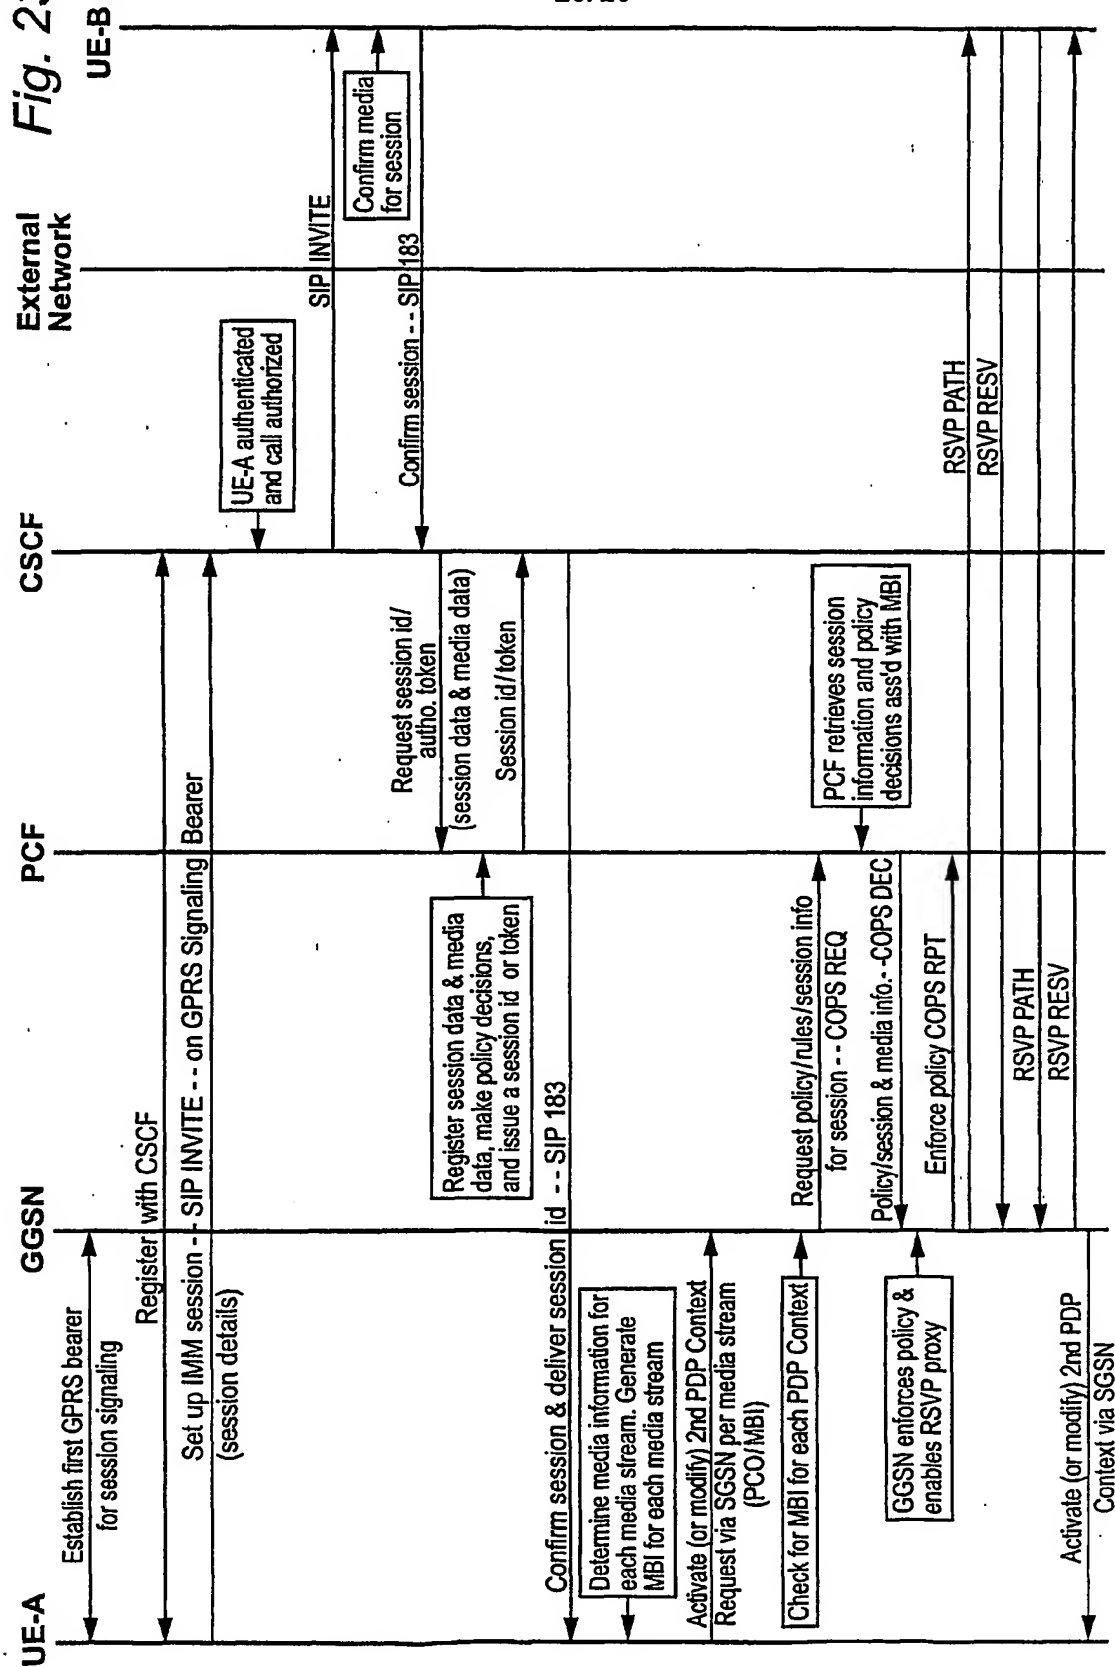 Fig. 23
UE-A
GGSN
PCF
CSCF
External
Network
UE-B
Establish first GPRS bearer
for session signaling
Register with CSCF
Set up IMM session - - SIP INVITE - - on GPRS Signaling Bearer
(session details)
UE-A authenticated
and call authorized
SIP INVITE
Confirm media
for session
Confirm session - - SIP 183
Request session id/
autho. token
(session data & media data)
Register session data & media
data, make policy decisions,
and issue a session id or token
Session id/token
Confirm session & deliver session id - - SIP 183
Determine media information for
each media stream. Generate
MBI for each media stream
Activate (or modify) 2nd PDP Context
Request via SGSN per media stream
(PCO/MBI)
Check for MBI for each PDP Context
Request policy/rules/session info
for session - - COPS REQ
PCF retrieves session
information and policy
decisions ass'd with MBI
Policy/session & media info.- -COPS DEC
GGSN enforces policy &
enables RSVP proxy
Enforce policy COPS RPT
RSVP PATH
RSVP RESV
RSVP PATH
RSVP RESV
Activate (or modify) 2nd PDP
Context via SGSN